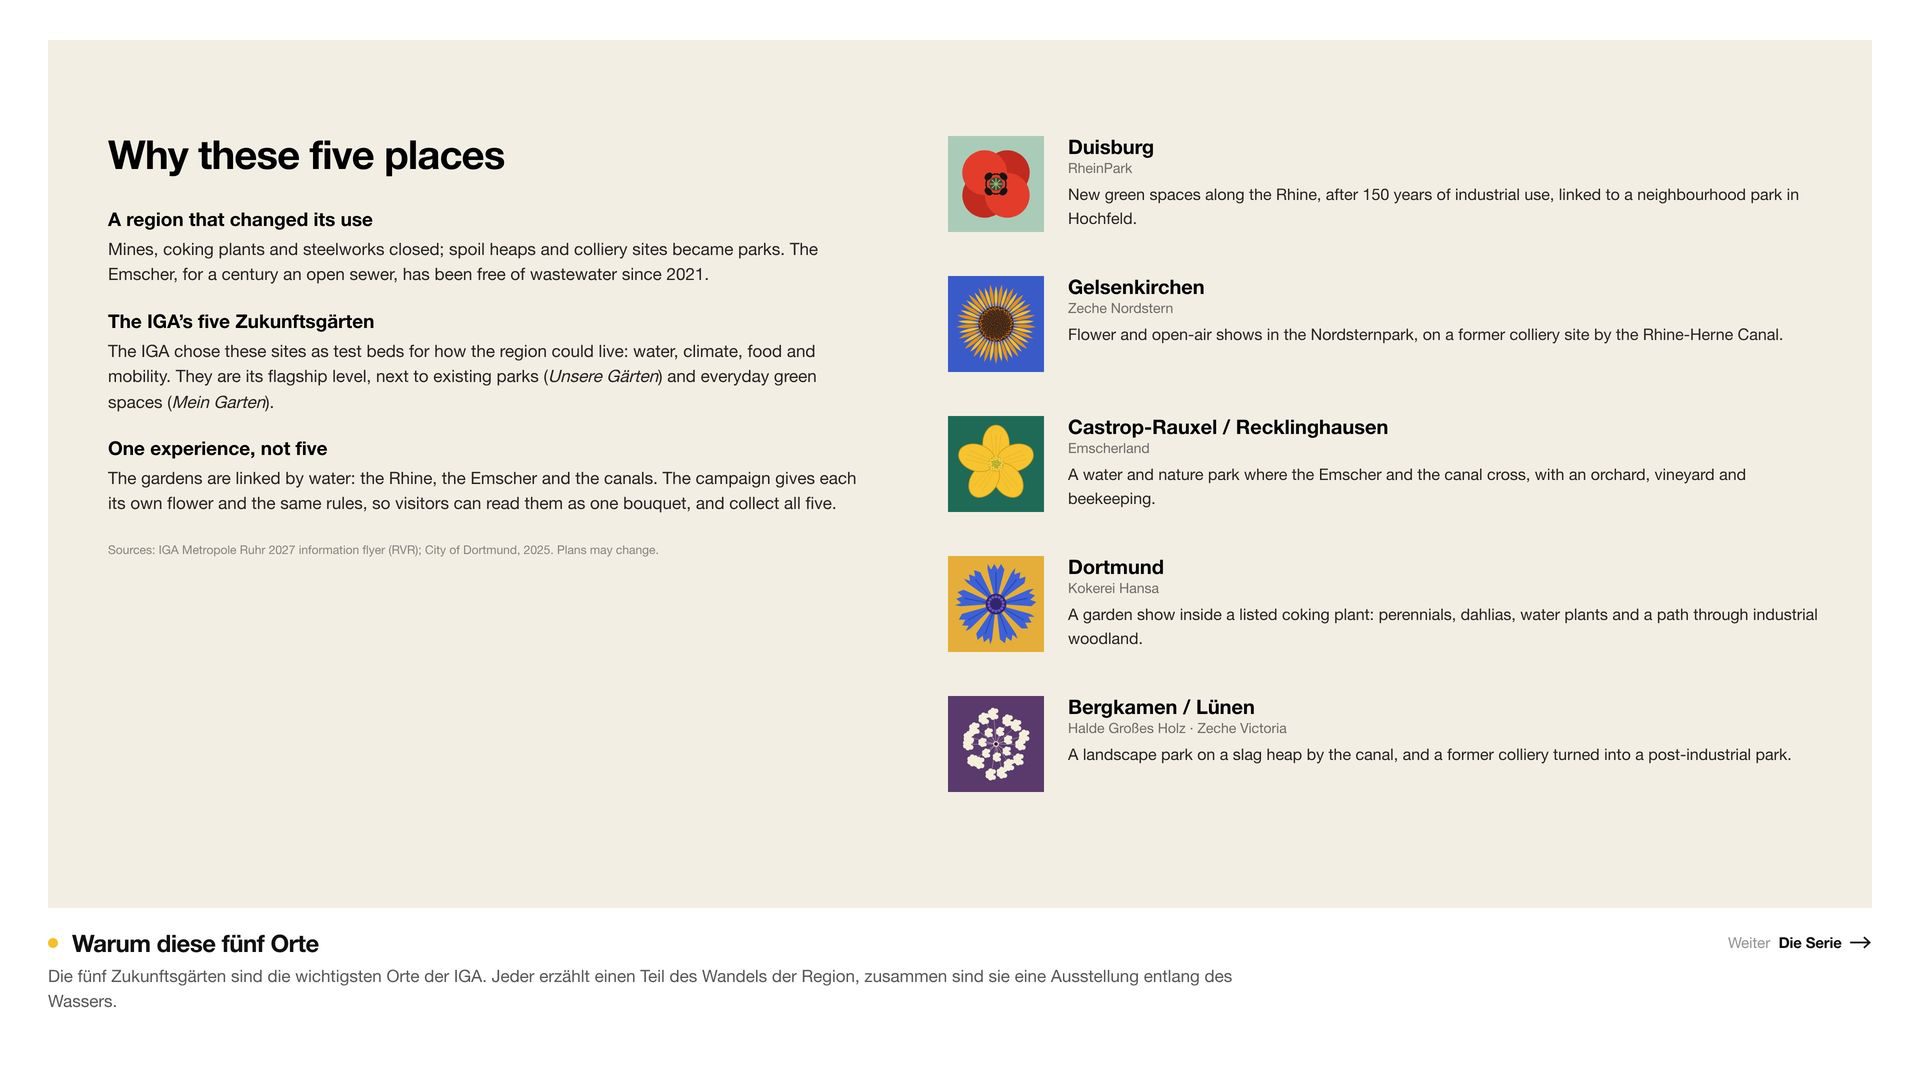 Why these five places
A region that changed its use
Mines, coking plants and steelworks closed; spoil heaps and colliery sites became parks. The
Emscher, for a century an open sewer, has been free of wastewater since 2021.
The IGA’s five Zukunftsgärten
The IGA chose these sites as test beds for how the region could live: water, climate, food and
mobility. They are its flagship level, next to existing parks (Unsere Gärten) and everyday green
spaces (Mein Garten).
One experience, not five
The gardens are linked by water: the Rhine, the Emscher and the canals. The campaign gives each
its own flower and the same rules, so visitors can read them as one bouquet, and collect all five.
Sources: IGA Metropole Ruhr 2027 information flyer (RVR); City of Dortmund, 2025. Plans may change.
Duisburg
RheinPark
New green spaces along the Rhine, after 150 years of industrial use, linked to a neighbourhood park in
Hochfeld.
Gelsenkirchen
Zeche Nordstern
Flower and open-air shows in the Nordsternpark, on a former colliery site by the Rhine-Herne Canal.
Castrop-Rauxel / Recklinghausen
Emscherland
A water and nature park where the Emscher and the canal cross, with an orchard, vineyard and
beekeeping.
Dortmund
Kokerei Hansa
A garden show inside a listed coking plant: perennials, dahlias, water plants and a path through industrial
woodland.
Bergkamen / Lünen
Halde Großes Holz · Zeche Victoria
A landscape park on a slag heap by the canal, and a former colliery turned into a post-industrial park.
Warum diese fünf Orte
Die fünf Zukunftsgärten sind die wichtigsten Orte der IGA. Jeder erzählt einen Teil des Wandels der Region, zusammen sind sie eine Ausstellung entlang des
Wassers.
Weiter Die Serie →